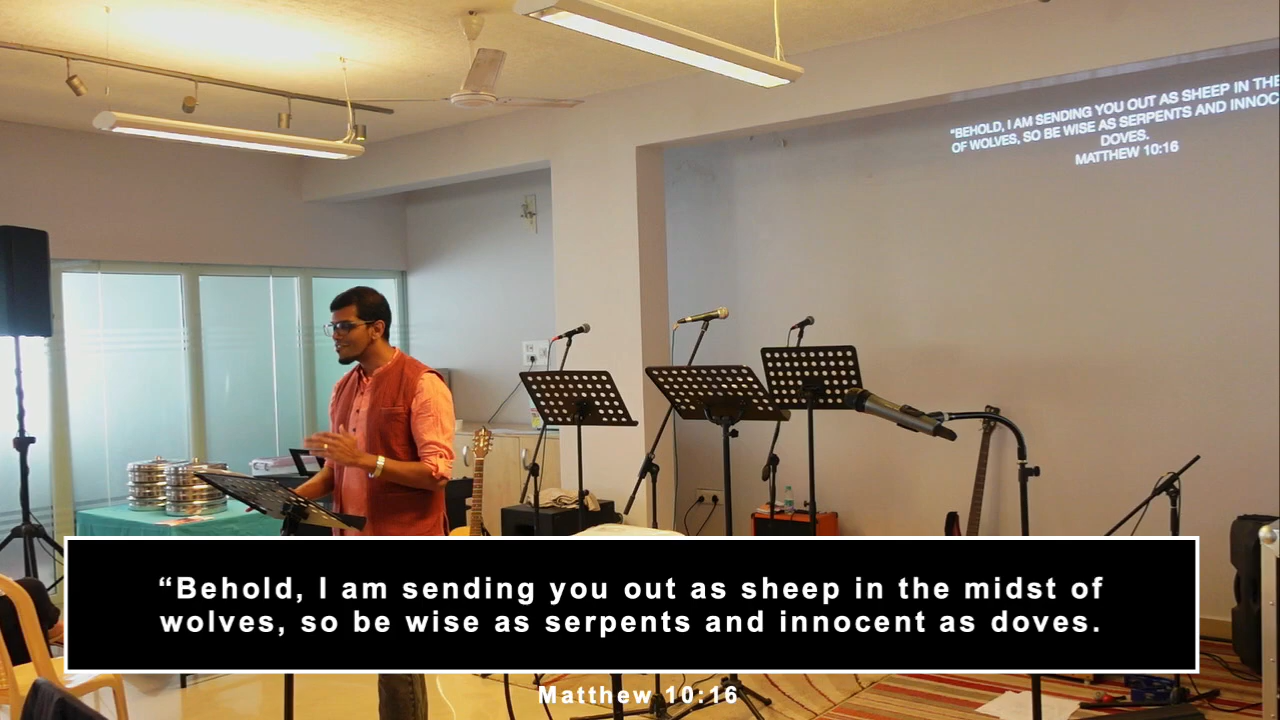 "BEHOLD, I AM SENDING YOU OUT AS SHEEP IN THE
OF WOLVES, SO BE WISE AS SERPENTS AND INNOC
DOVES.
MATTHEW 10:16
“Behold, I am sending you out as sheep in the midst of
wolves, so be wise as serpents and innocent as doves.
Matthew 10:16